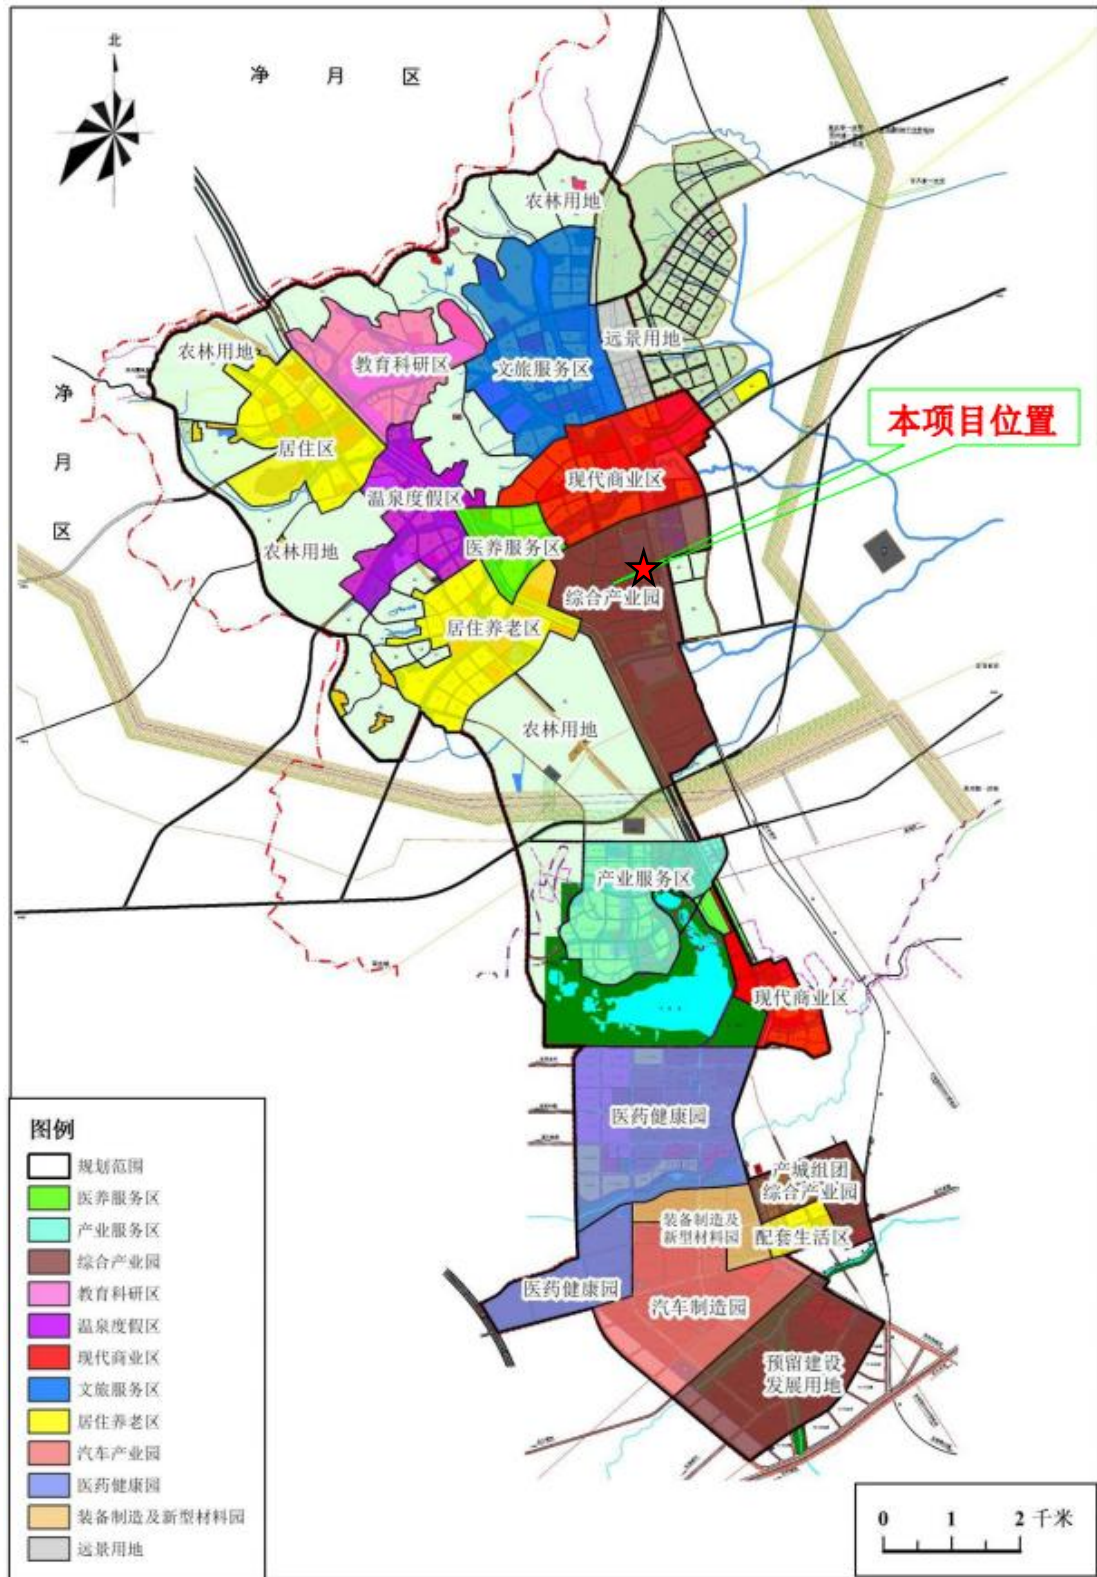 北
净 月 区
农林用地
远景用地
农林用地
教育科研区
文旅服务区
净
月
区
本项目位置
居住区
现代商业区
温泉度假区
农林用地
医养服务区
综合产业园
居住养老区
农林用地
产业服务区
现代商业区
医药健康园
产城组团
综合产业园
装备制造及
新型材料园
配套生活区
医药健康园
汽车制造园
预留建设
发展用地
图例
规划范围
医养服务区
产业服务区
综合产业园
教育科研区
温泉度假区
现代商业区
文旅服务区
居住养老区
汽车产业园
医药健康园
装备制造及新型材料园
远景用地
0 1 2 千米